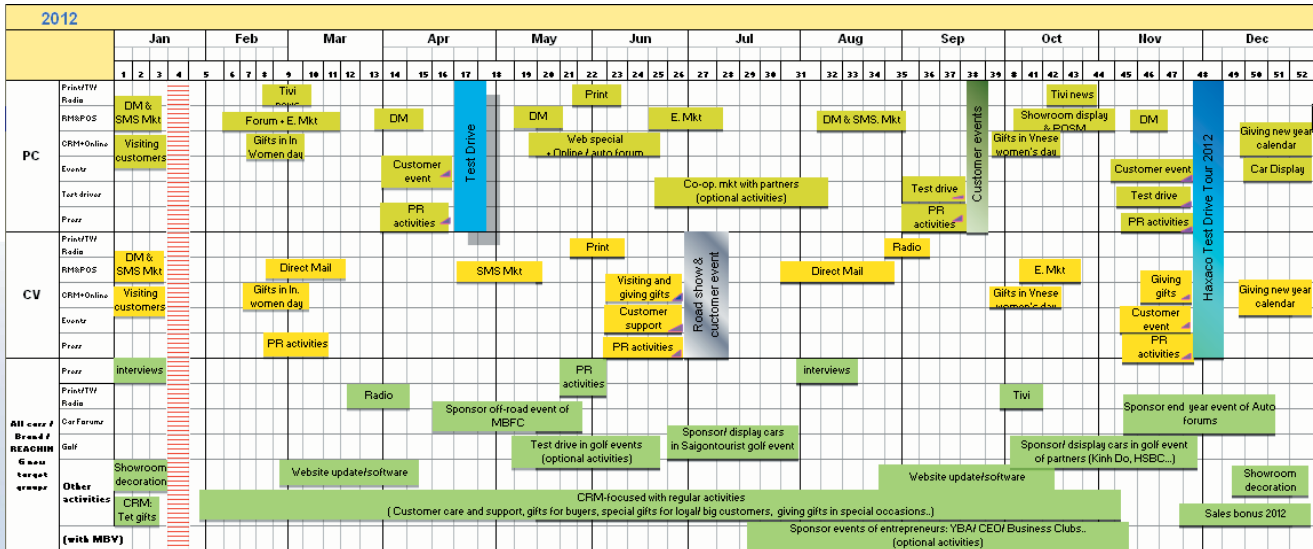 2012
Jan Feb Mar Apr May Jun Jul Aug Sep Oct Nov Dec
1 2 3 4 5 6 7 8 9 10 11 12 13 14 15 16 17 18 19 20 21 22 23 24 25 26 27 28 29 30 31 32 33 34 35 36 37 38 39 40 8 41 42 43 44 45 46 47 48 49 50 51 52
PC
Print/TV/
Radio
Tivi
news
Print
Tivi news
RM&POS
DM &
SMS Mkt
Forum + E. Mkt
DM
DM
E. Mkt
DM & SMS. Mkt
Showroom display
& POSM
DM
CRM+Online
Visiting
customers
Gifts in In
Women day
Web special
+ Online / auto forum
Gifts in Vnese
women's day
Giving new year
calendar
Events
Customer
event
Customer event
Car Display
Test drives
Co-op. mkt with partners
(optional activities)
Test drive
Test drive
Press
PR
activities
PR
activities
PR activities
Test Drive
Customer events
Haxaco Test Drive Tour 2012
CV
Print/TV/
Radio
Print
Radio
RM&POS
DM &
SMS Mkt
Direct Mail
SMS Mkt
Direct Mail
E. Mkt
CRM+Online
Visiting
customers
Gifts in In.
women day
Visiting and
giving gifts
Gifts in Vnese
women's day
Giving
gifts
Giving new year
calendar
Events
Customer
support
Customer
event
Press
PR activities
PR activities
PR
activities
Road show &
cuctomer event
All cars /
Brand /
REACHIN
G new
target
groups
Press
interviews
PR
activities
interviews
Print/TV/
Radio
Radio
Tivi
Car Forums
Sponsor off-road event of
MBFC
Sponsor end year event of Auto
forums
Golf
Test drive in golf events
(optional activities)
Sponsor/ display cars
in Saigontourist golf event
Sponsor/ dsisplay cars in golf event
of partners (Kinh Do, HSBC...)
Other
activities
Showroom
decoration
Website update/software
Website update/software
Showroom
decoration
CRM:
Tet gifts
CRM-focused with regular activities
( Customer care and support, gifts for buyers, special gifts for loyal/ big customers, giving gifts in special occasions..)
Sales bonus 2012
(with MBV)
Sponsor events of entrepreneurs: YBA/ CEO/ Business Clubs..
(optional activities)